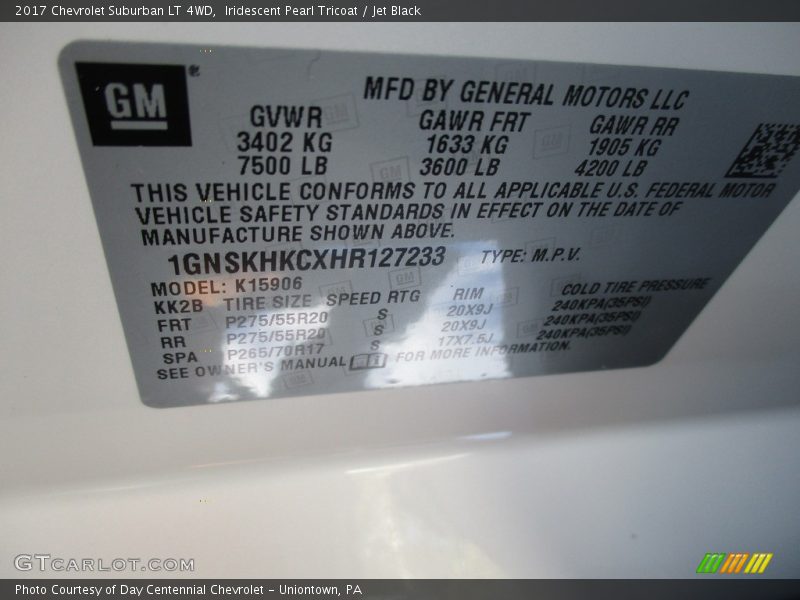 2017 Chevrolet Suburban LT 4WD,  Iridescent Pearl Tricoat / Jet Black
GM®
MFD BY GENERAL MOTORS LLC
GVWR GAWR FRT GAWR RR
3402 KG 1633 KG 1905 KG
7500 LB 3600 LB 4200 LB
THIS VEHICLE CONFORMS TO ALL APPLICABLE U.S. FEDERAL MOTOR
VEHICLE SAFETY STANDARDS IN EFFECT ON THE DATE OF
MANUFACTURE SHOWN ABOVE.
1GNSKHKCXHR127233 TYPE: M.P.V.
MODEL: K15906
KK2B TIRE SIZE SPEED RTG RIM COLD TIRE PRESSURE
FRT P275/55R20 S 20X9J 240KPA(35PSI)
RR P275/55R20 S 20X9J 240KPA(35PSI)
SPA P265/70R17 S 17X7.5J 240KPA(35PSI)
SEE OWNER'S MANUAL FOR MORE INFORMATION.
GTCARLOT.COM
Photo Courtesy of Day Centennial Chevrolet - Uniontown, PA